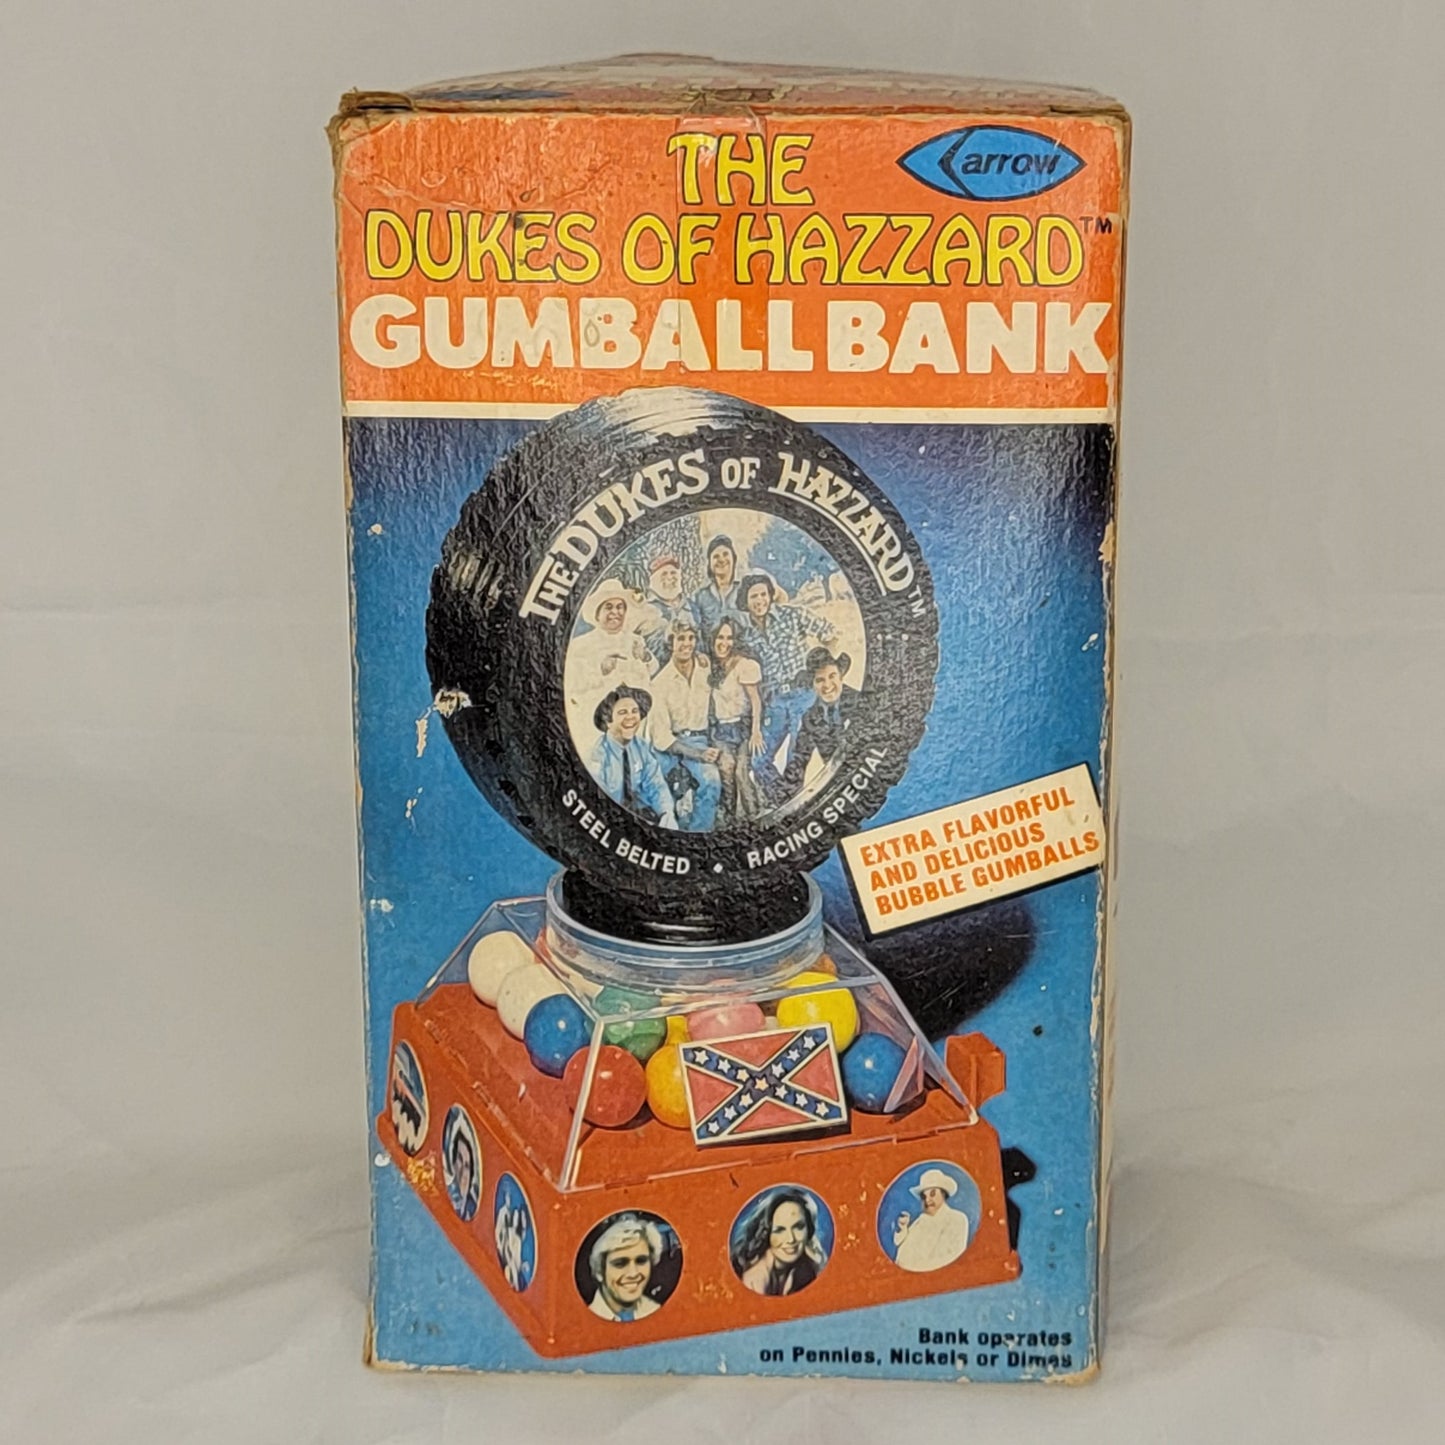 THE
arrow
DUKES OF HAZZARD™
GUMBALL BANK
THE DUKES OF HAZZARD™
STEEL BELTED • RACING SPECIAL
EXTRA FLAVORFUL
AND DELICIOUS
BUBBLE GUMBALLS
Bank operates
on Pennies, Nickels or Dimes